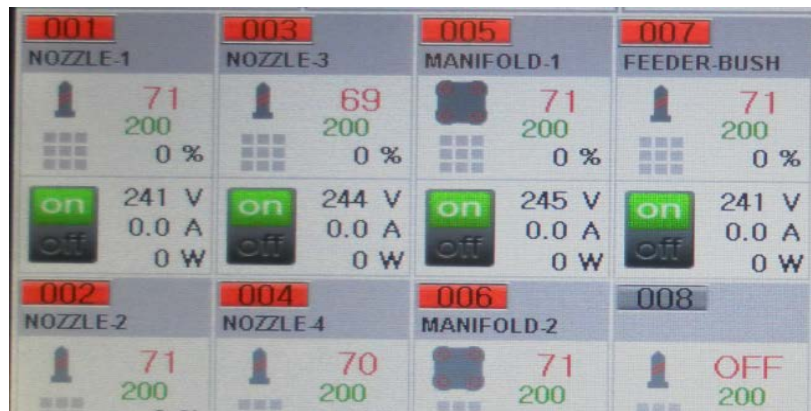 001 003 005 007
NOZZLE-1 NOZZLE-3 MANIFOLD-1 FEEDER-BUSH
71 69 71 71
200 200 200 200
0 % 0 % 0 % 0 %
on 241 V on 244 V on 245 V on 241 V
off 0.0 A off 0.0 A off 0.0 A off 0.0 A
0 W 0 W 0 W 0 W
002 004 006 008
NOZZLE-2 NOZZLE-4 MANIFOLD-2
71 70 71 OFF
200 200 200 200